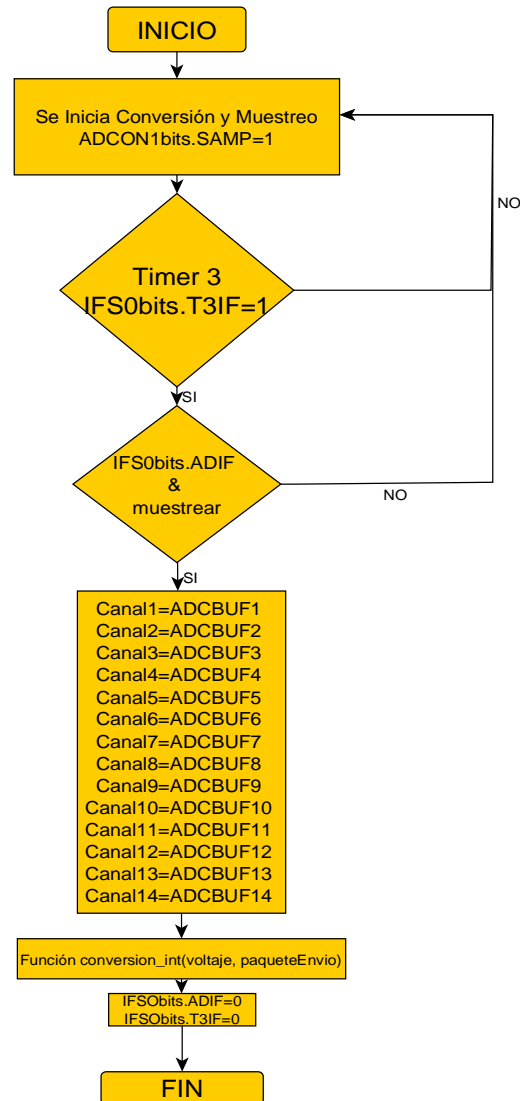 INICIO
Se Inicia Conversión y Muestreo
ADCON1bits.SAMP=1
NO
Timer 3
IFS0bits.T3IF=1
SI
IFS0bits.ADIF
&
muestrear
NO
SI
Canal1=ADCBUF1
Canal2=ADCBUF2
Canal3=ADCBUF3
Canal4=ADCBUF4
Canal5=ADCBUF5
Canal6=ADCBUF6
Canal7=ADCBUF7
Canal8=ADCBUF8
Canal9=ADCBUF9
Canal10=ADCBUF10
Canal11=ADCBUF11
Canal12=ADCBUF12
Canal13=ADCBUF13
Canal14=ADCBUF14
Función conversion_int(voltaje, paqueteEnvio)
IFSObits.ADIF=0
IFSObits.T3IF=0
FIN